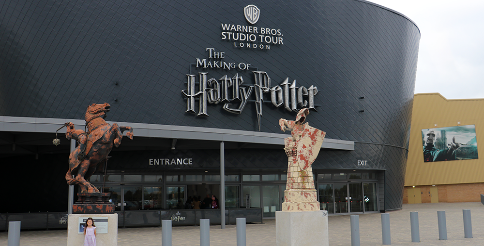 WB
WARNER BROS.
STUDIO TOUR
LONDON
THE
MAKING OF
Harry Potter
ENTRANCE
EXIT